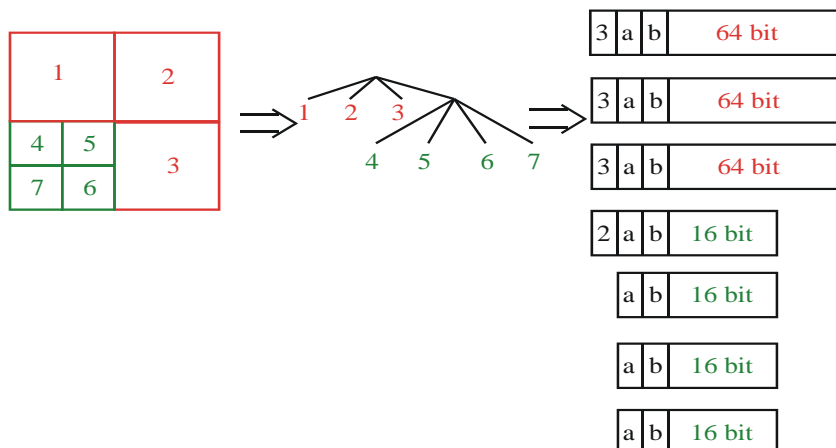 1 2
4 5
3
7 6
1 2 3
4 5 6 7
3 a b 64 bit
3 a b 64 bit
3 a b 64 bit
2 a b 16 bit
a b 16 bit
a b 16 bit
a b 16 bit